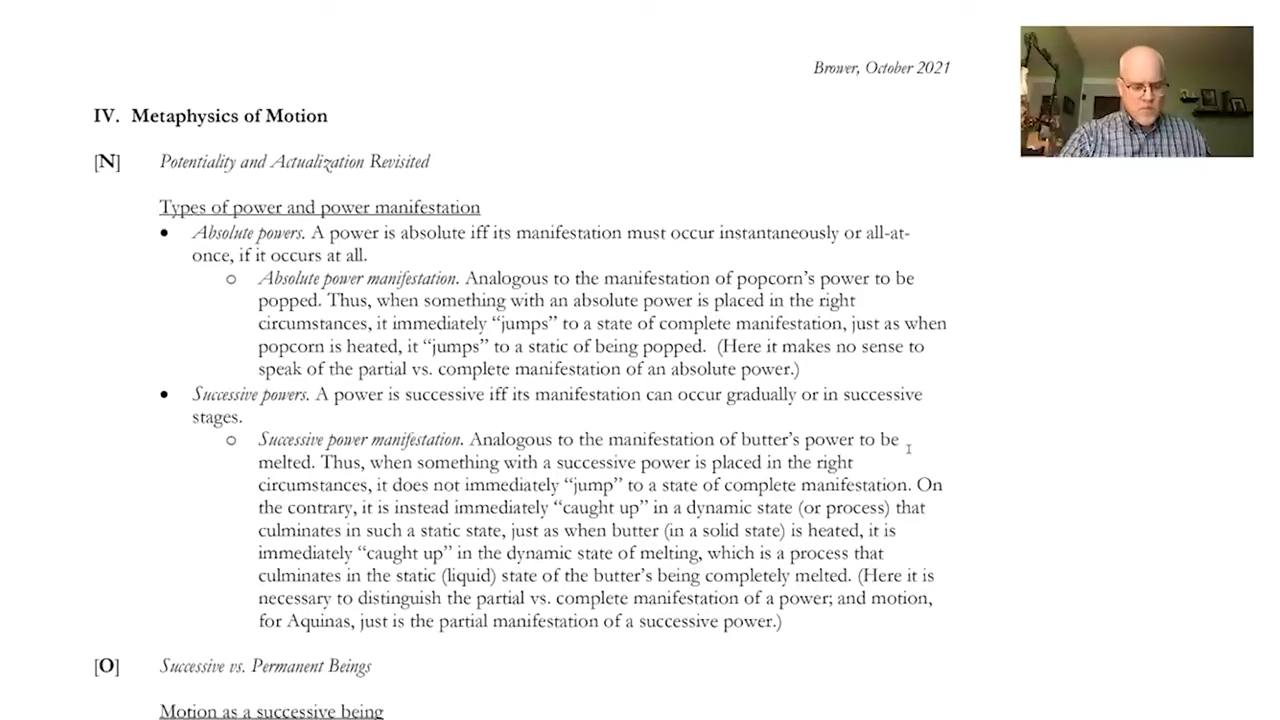 Brower, October 2021
IV. Metaphysics of Motion
[N] Potentiality and Actualization Revisited
Types of power and power manifestation
• Absolute powers. A power is absolute iff its manifestation must occur instantaneously or all-at-
once, if it occurs at all.
o Absolute power manifestation. Analogous to the manifestation of popcorn's power to be
popped. Thus, when something with an absolute power is placed in the right
circumstances, it immediately “jumps” to a state of complete manifestation, just as when
popcorn is heated, it “jumps” to a static of being popped. (Here it makes no sense to
speak of the partial vs. complete manifestation of an absolute power.)
• Successive powers. A power is successive iff its manifestation can occur gradually or in successive
stages.
o Successive power manifestation. Analogous to the manifestation of butter's power to be
melted. Thus, when something with a successive power is placed in the right
circumstances, it does not immediately “jump” to a state of complete manifestation. On
the contrary, it is instead immediately “caught up” in a dynamic state (or process) that
culminates in such a static state, just as when butter (in a solid state) is heated, it is
immediately “caught up” in the dynamic state of melting, which is a process that
culminates in the static (liquid) state of the butter's being completely melted. (Here it is
necessary to distinguish the partial vs. complete manifestation of a power; and motion,
for Aquinas, just is the partial manifestation of a successive power.)
[O] Successive vs. Permanent Beings
Motion as a successive being